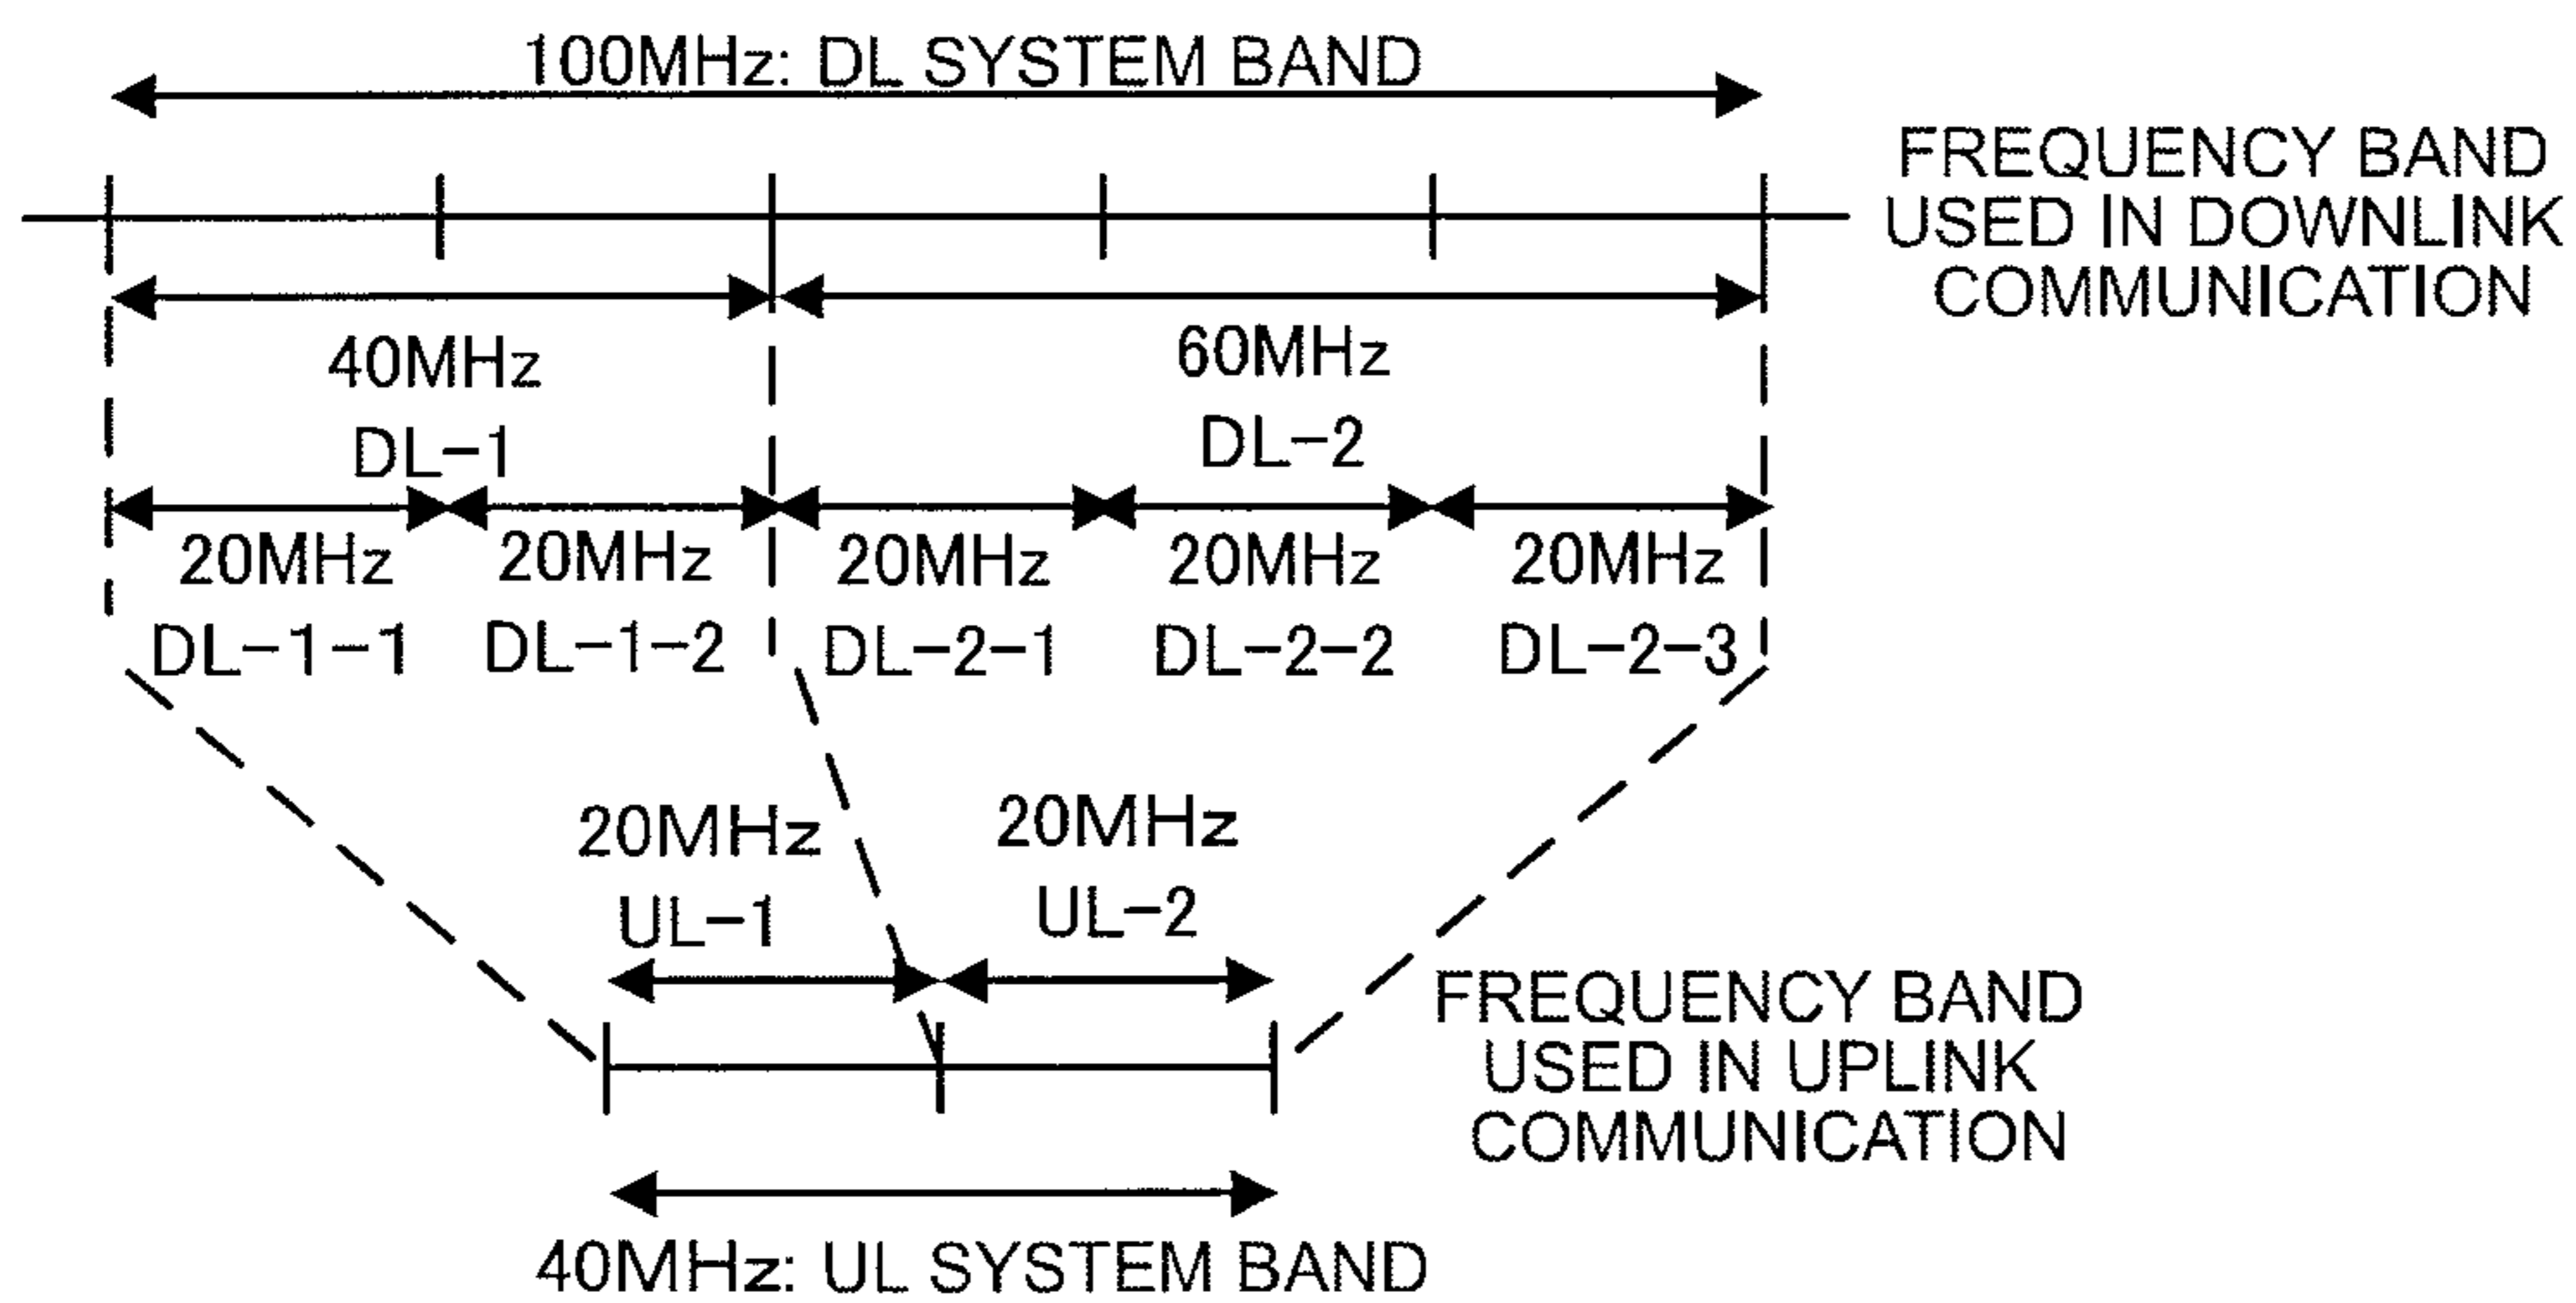 100MHz: DL SYSTEM BAND
FREQUENCY BAND
USED IN DOWNLINK
COMMUNICATION
40MHz
DL-1
60MHz
DL-2
20MHz
DL-1-1
20MHz
DL-1-2
20MHz
DL-2-1
20MHz
DL-2-2
20MHz
DL-2-3
20MHz
UL-1
20MHz
UL-2
FREQUENCY BAND
USED IN UPLINK
COMMUNICATION
40MHz: UL SYSTEM BAND